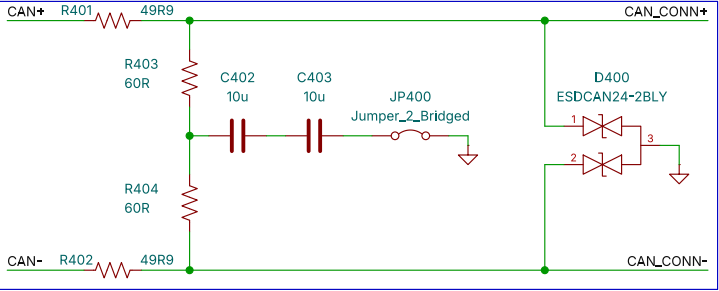 CAN+ R401 49R9 CAN_CONN+
R403
60R
C402 C403
10u 10u
JP400
Jumper_2_Bridged
D400
ESDCAN24-2BLY
1
3
2
R404
60R
CAN- R402 49R9 CAN_CONN-